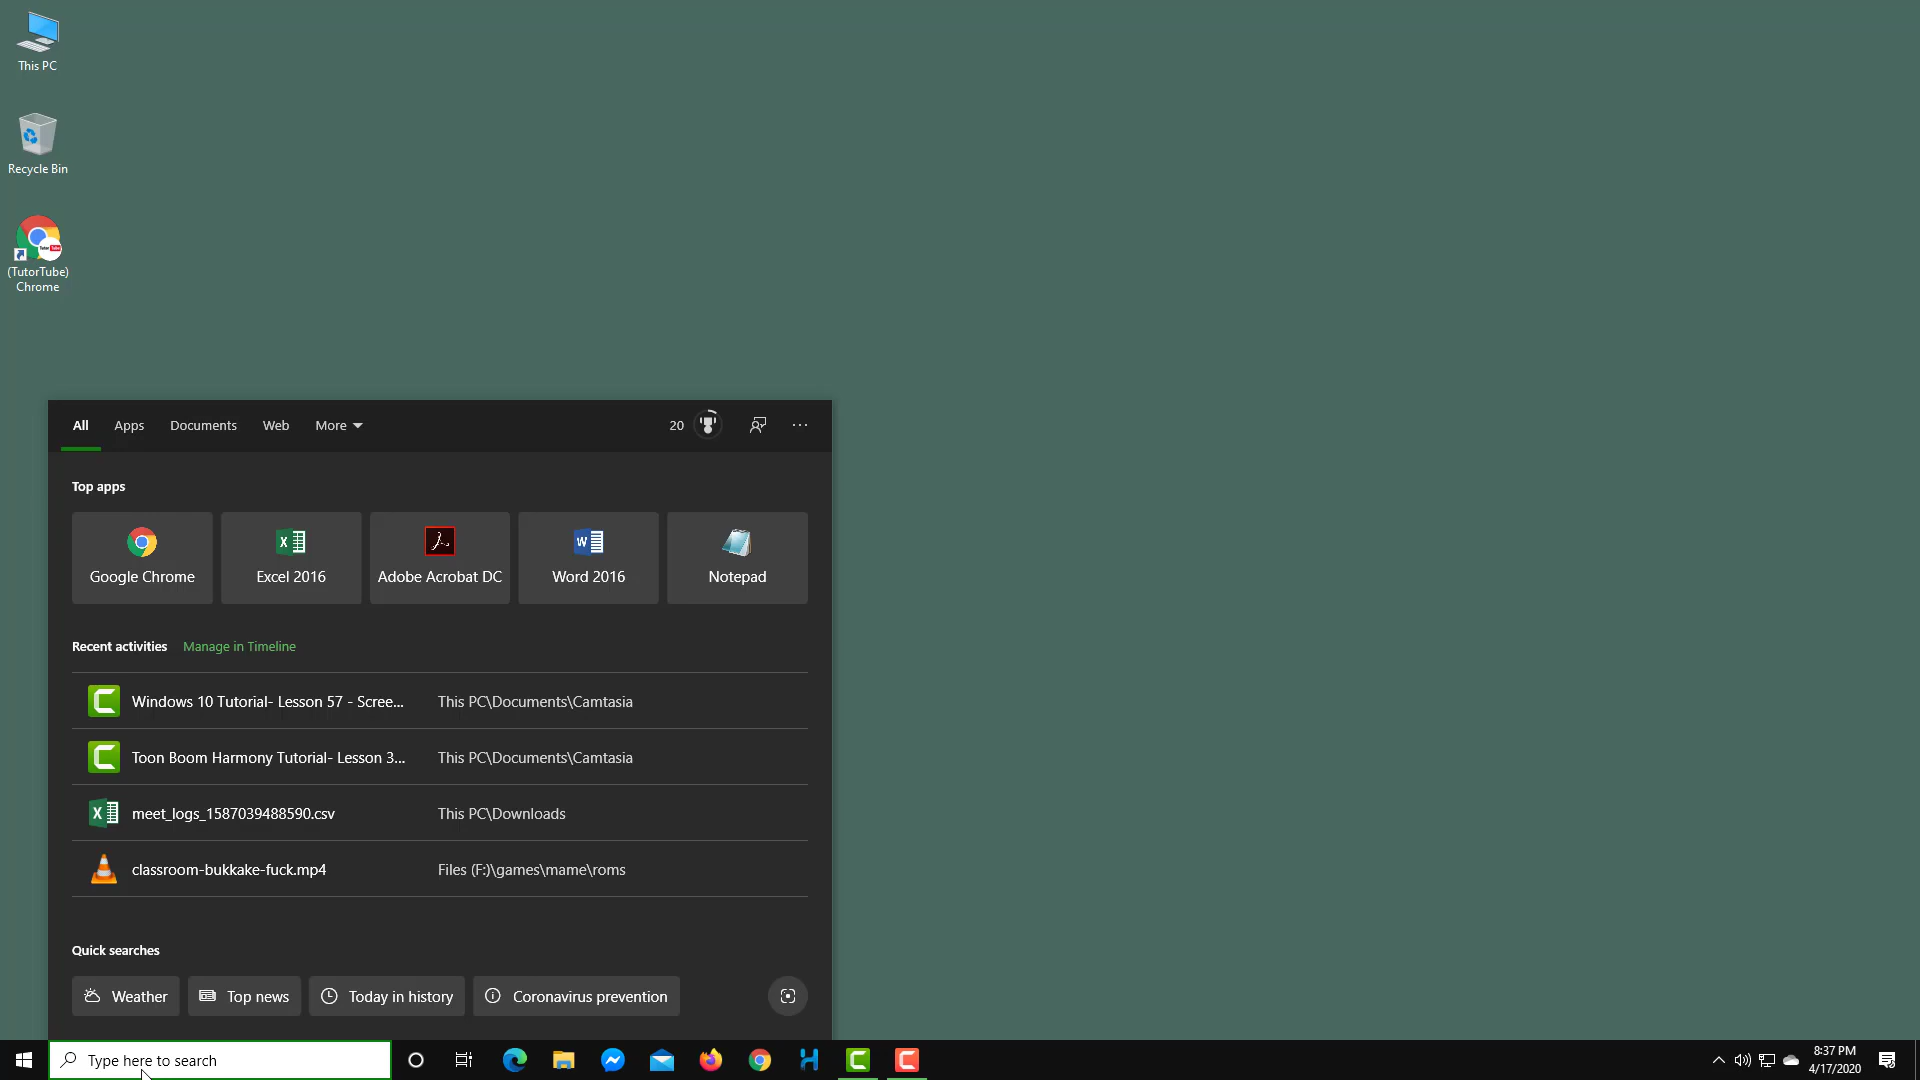 This PC
Recycle Bin
(TutorTube)
Chrome
All Apps Documents Web More 20
Top apps
Google Chrome Excel 2016 Adobe Acrobat DC Word 2016 Notepad
Recent activities Manage in Timeline
Windows 10 Tutorial- Lesson 57 - Scree... This PC\Documents\Camtasia
Toon Boom Harmony Tutorial- Lesson 3... This PC\Documents\Camtasia
meet_logs_1587039488590.csv This PC\Downloads
classroom-bukkake-fuck.mp4 Files (F:)\games\mame\roms
Quick searches
Weather Top news Today in history Coronavirus prevention
Type here to search
8:37 PM
4/17/2020